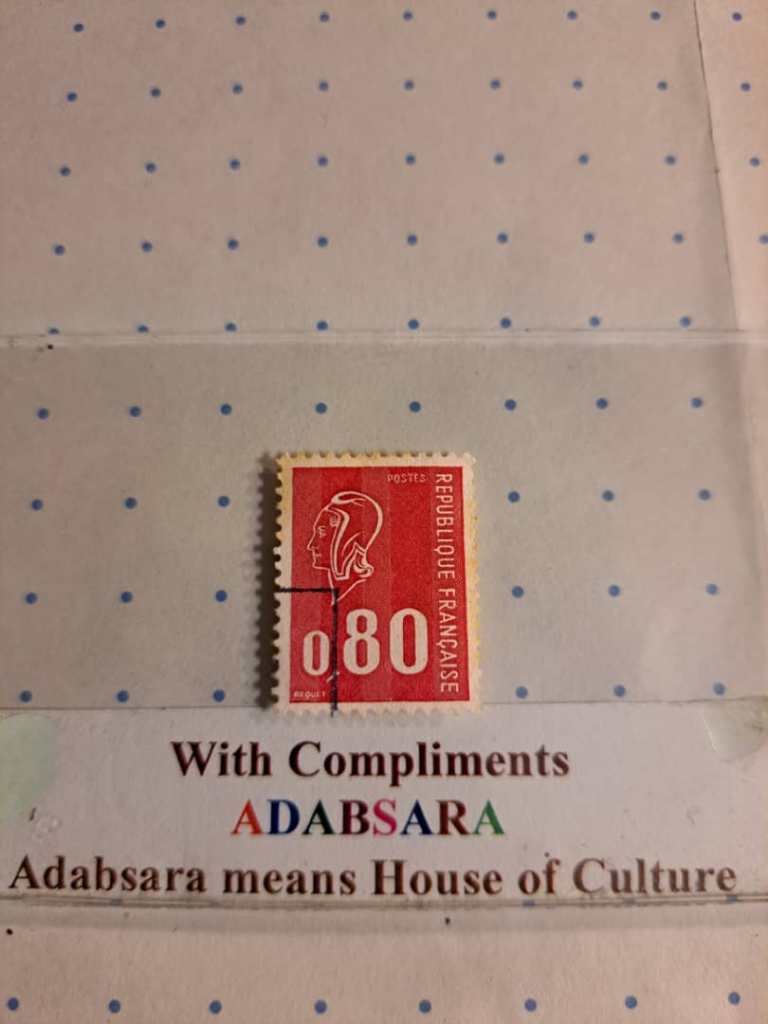 POSTES
REPUBLIQUE FRANÇAISE
0,80
BEQUET
With Compliments
ADABSARA
Adabsara means House of Culture